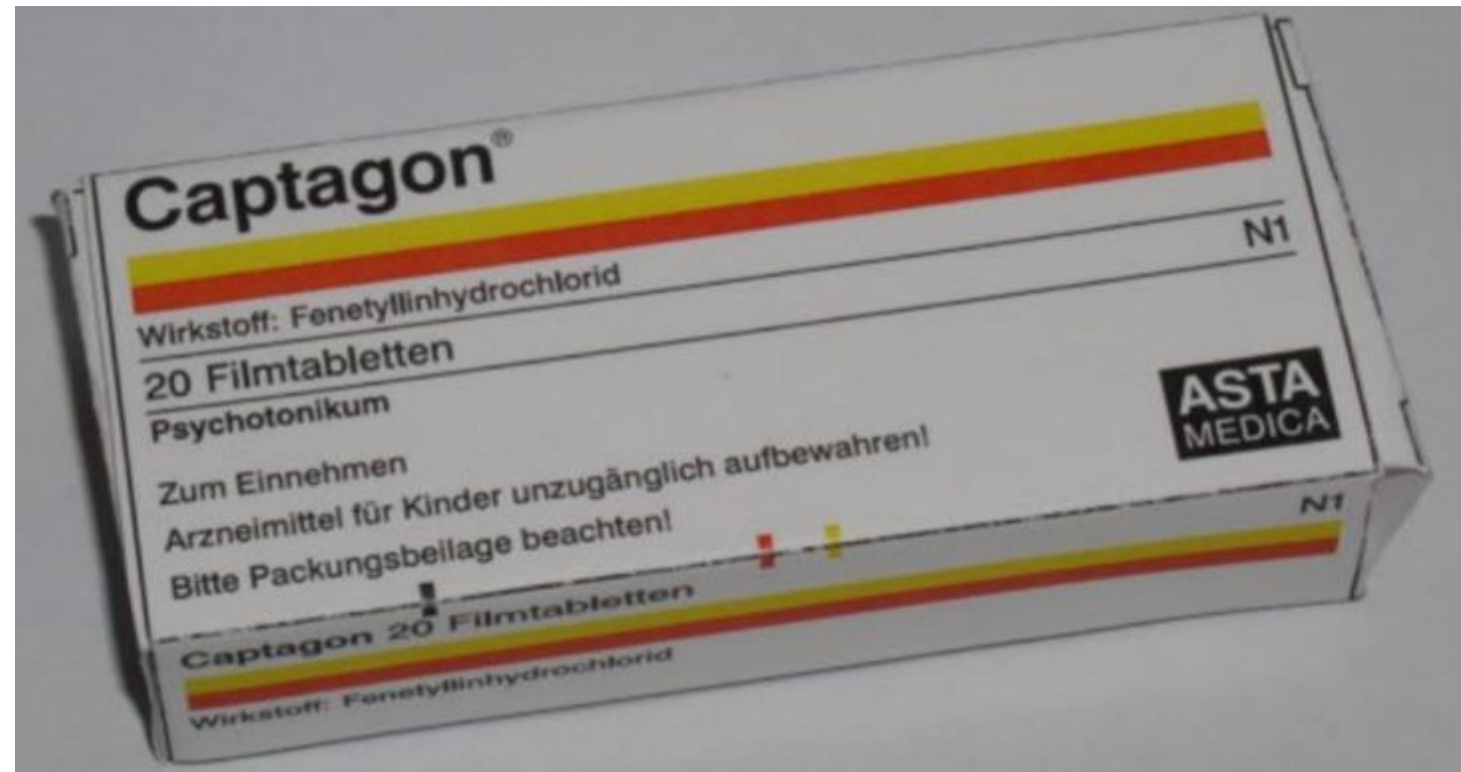 Captagon®
Wirkstoff: Fenetyllinhydrochlorid
N1
20 Filmtabletten
Psychotonikum
Zum Einnehmen
Arzneimittel für Kinder unzugänglich aufbewahren!
Bitte Packungsbeilage beachten!
ASTA
MEDICA
N1
Captagon 20 Filmtabletten
Wirkstoff: Fenetyllinhydrochlorid